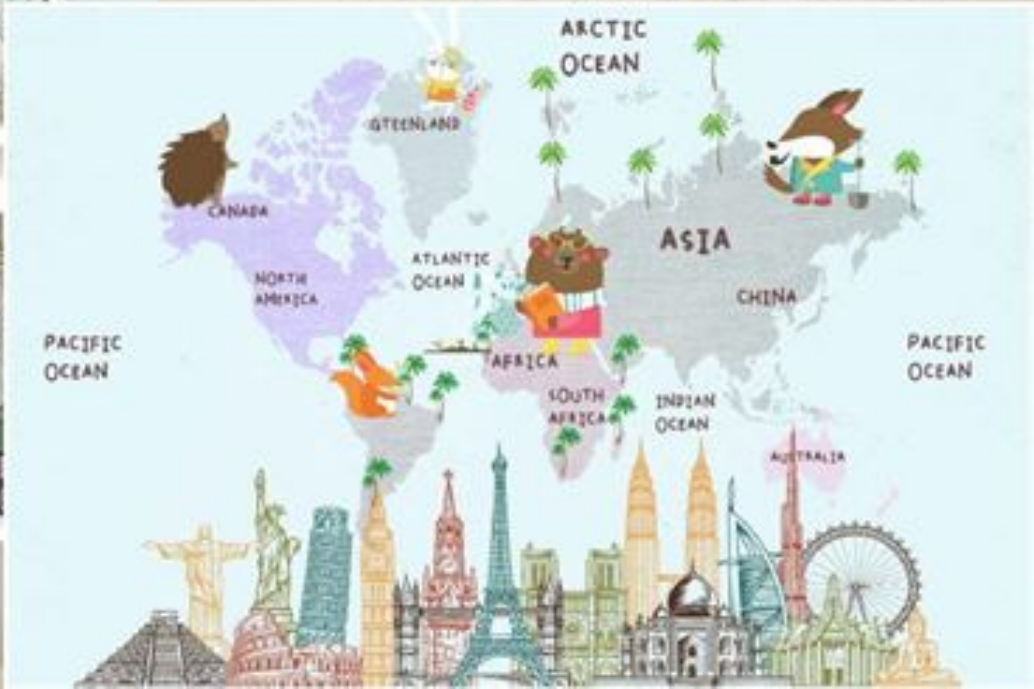 ARCTIC
OCEAN
GTEENLAND
CANADA
ASIA
ATLANTIC
OCEAN
NORTH
AMERICA
CHINA
PACIFIC
OCEAN
PACIFIC
OCEAN
AFRICA
SOUTH
AFRICA
INDIAN
OCEAN
AUSTRALIA